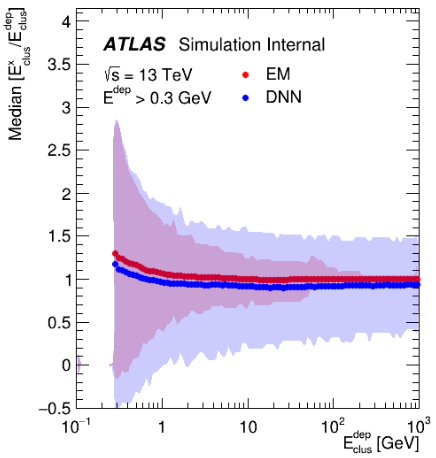 Median [E^x_clus/E^dep_clus]
4
3.5
3
2.5
2
1.5
1
0.5
0
−0.5
ATLAS Simulation Internal
√s = 13 TeV
E^dep > 0.3 GeV
EM
DNN
10^−1 1 10 10^2 10^3
E^dep_clus [GeV]